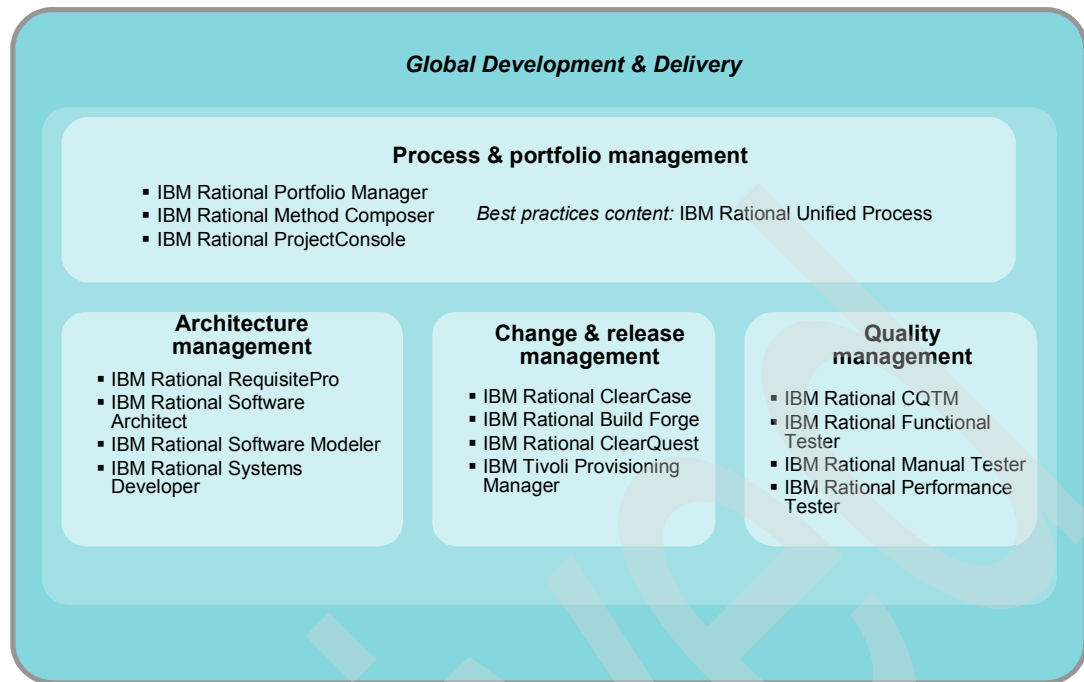 Global Development & Delivery
Process & portfolio management
▪ IBM Rational Portfolio Manager
▪ IBM Rational Method Composer
▪ IBM Rational ProjectConsole
Best practices content: IBM Rational Unified Process
Architecture
management
▪ IBM Rational RequisitePro
▪ IBM Rational Software
Architect
▪ IBM Rational Software Modeler
▪ IBM Rational Systems
Developer
Change & release
management
▪ IBM Rational ClearCase
▪ IBM Rational Build Forge
▪ IBM Rational ClearQuest
▪ IBM Tivoli Provisioning
Manager
Quality
management
▪ IBM Rational CQTM
▪ IBM Rational Functional
Tester
▪ IBM Rational Manual Tester
▪ IBM Rational Performance
Tester